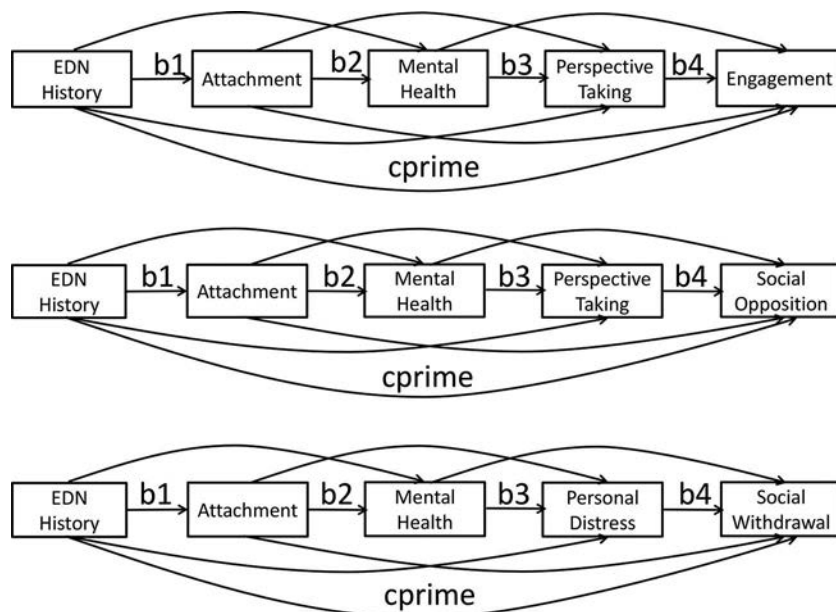 EDN
History
b1
Attachment
b2
Mental
Health
b3
Perspective
Taking
b4
Engagement
cprime
EDN
History
b1
Attachment
b2
Mental
Health
b3
Perspective
Taking
b4
Social
Opposition
cprime
EDN
History
b1
Attachment
b2
Mental
Health
b3
Personal
Distress
b4
Social
Withdrawal
cprime